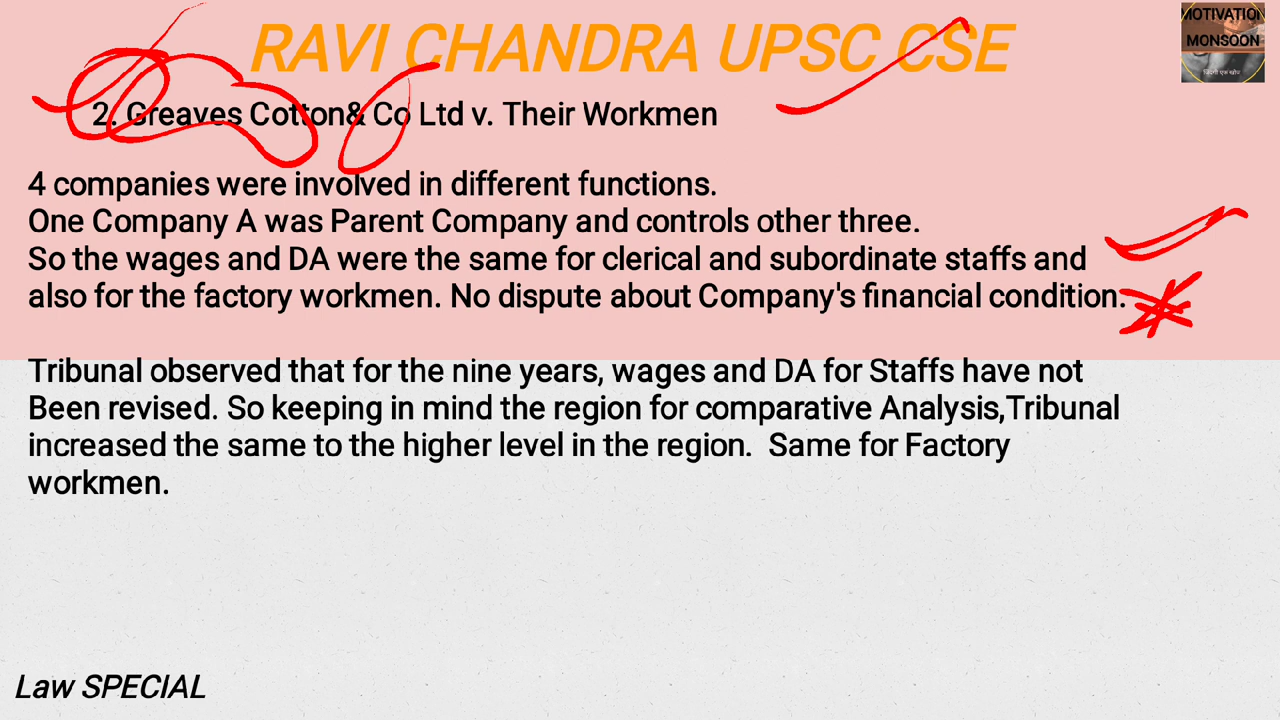 RAVI CHANDRA UPSC CSE
MOTIVATION
MONSOON
जिंदगी एक खोज
2. Greaves Cotton& Co Ltd v. Their Workmen
4 companies were involved in different functions.
One Company A was Parent Company and controls other three.
So the wages and DA were the same for clerical and subordinate staffs and
also for the factory workmen. No dispute about Company's financial condition.
Tribunal observed that for the nine years, wages and DA for Staffs have not
Been revised. So keeping in mind the region for comparative Analysis,Tribunal
increased the same to the higher level in the region. Same for Factory
workmen.
Law SPECIAL